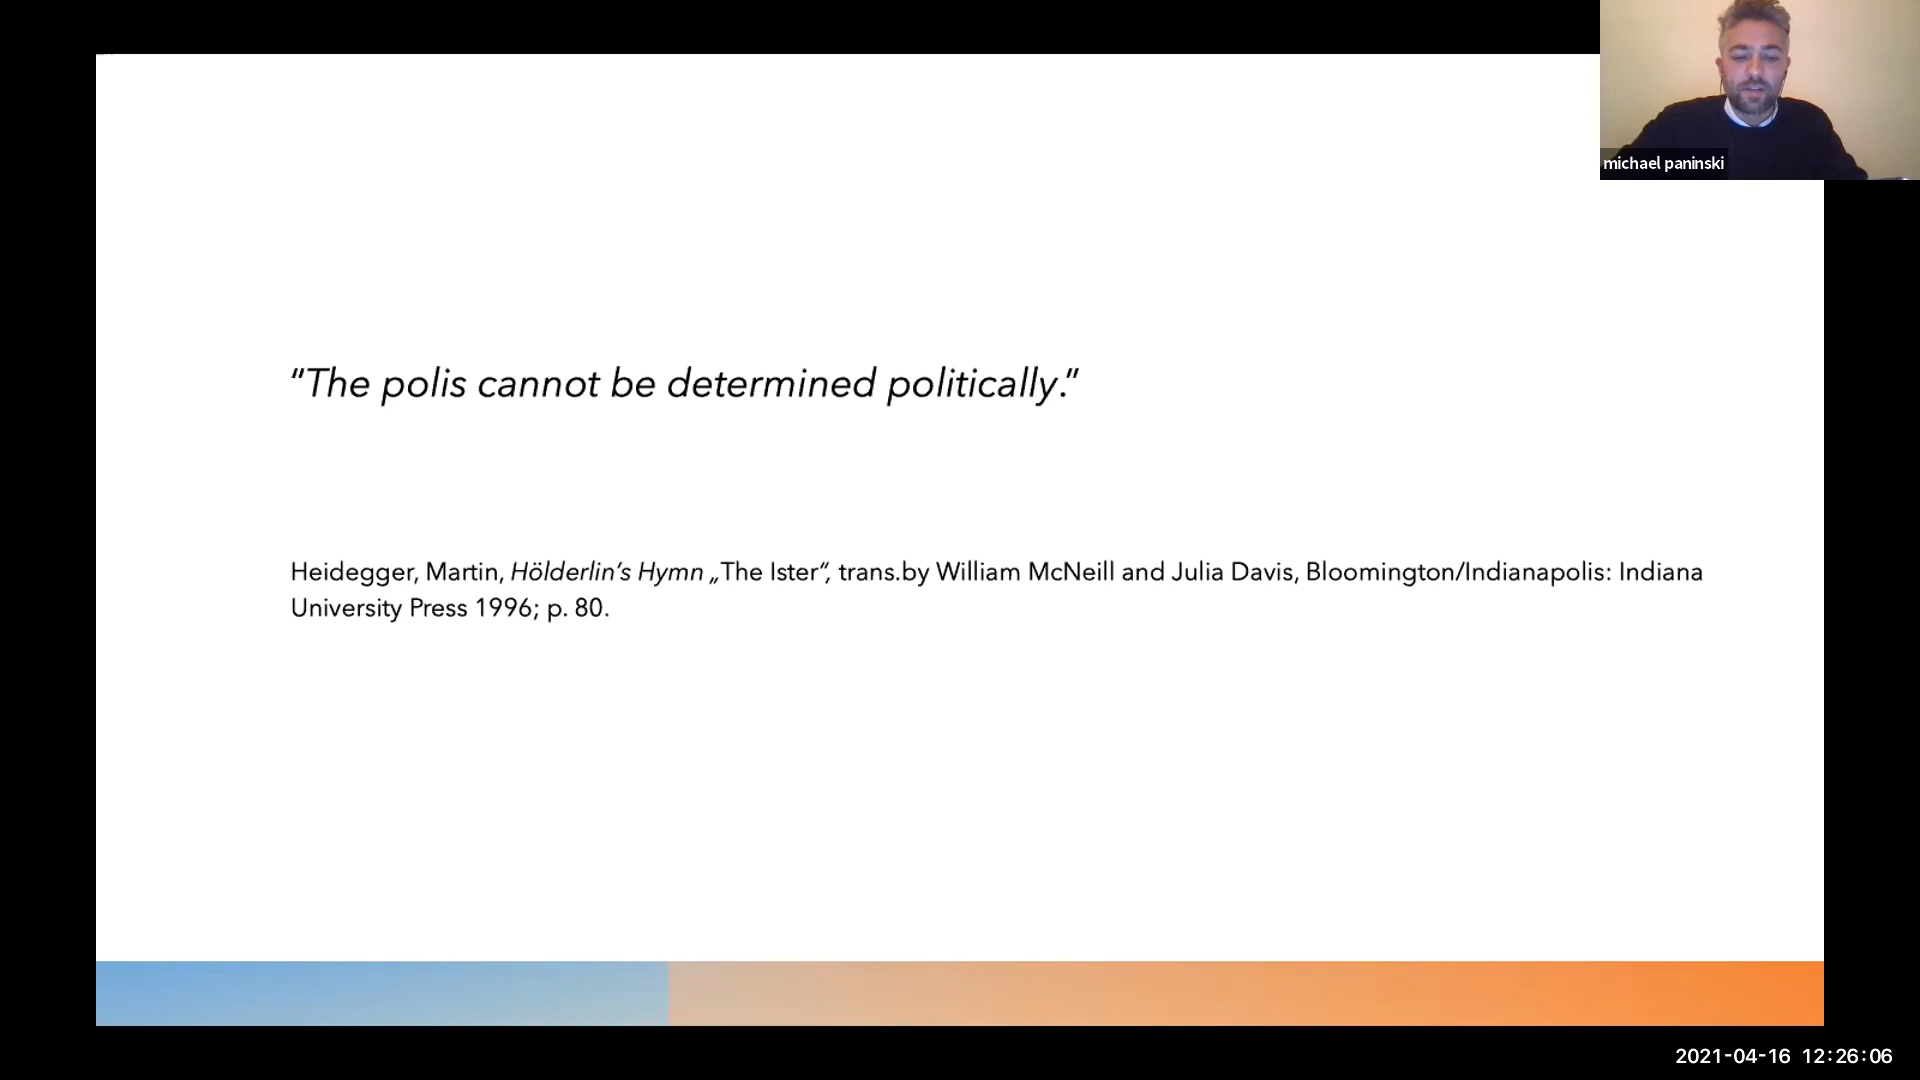 michael paninski
"The polis cannot be determined politically."
Heidegger, Martin, Hölderlin's Hymn „The Ister“, trans.by William McNeill and Julia Davis, Bloomington/Indianapolis: Indiana
University Press 1996; p. 80.
2021-04-16 12:26:06